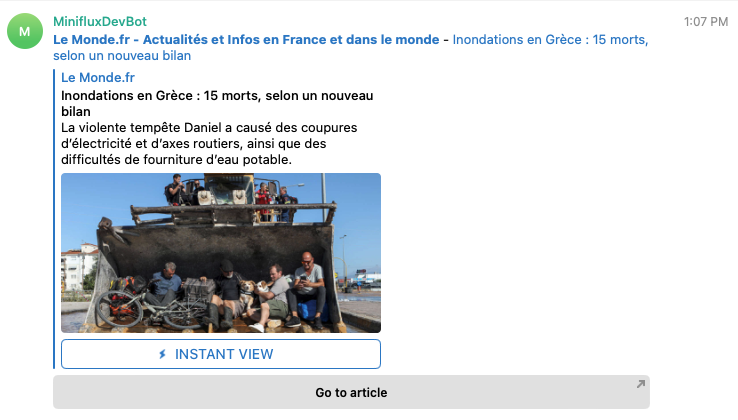 M
MinifluxDevBot
1:07 PM
Le Monde.fr - Actualités et Infos en France et dans le monde - Inondations en Grèce : 15 morts,
selon un nouveau bilan
Le Monde.fr
Inondations en Grèce : 15 morts, selon un nouveau
bilan
La violente tempête Daniel a causé des coupures
d’électricité et d’axes routiers, ainsi que des
difficultés de fourniture d’eau potable.
INSTANT VIEW
Go to article